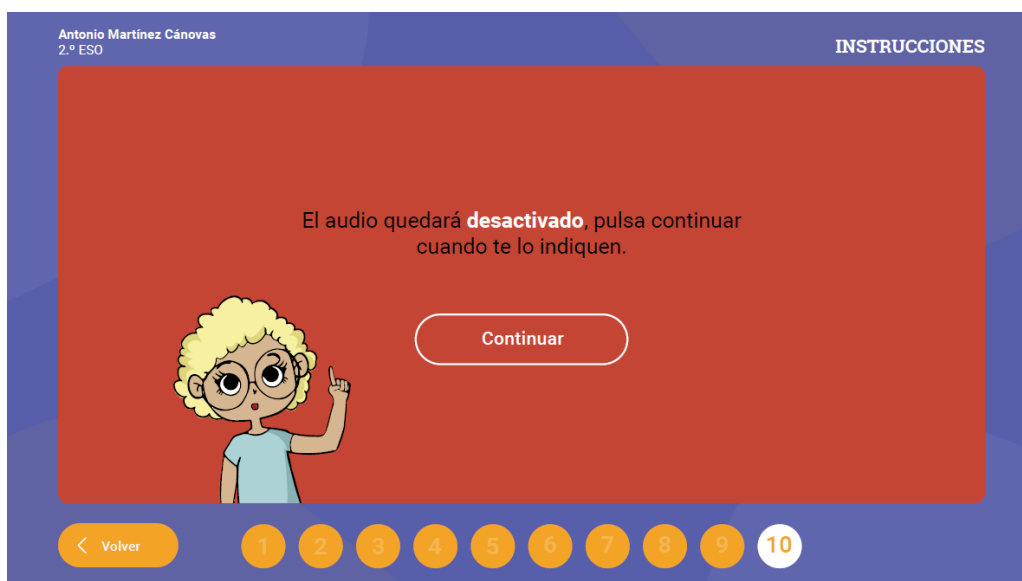 Antonio Martínez Cánovas
2.º ESO
INSTRUCCIONES
El audio quedará desactivado, pulsa continuar
cuando te lo indiquen.
Continuar
Volver
1 2 3 4 5 6 7 8 9 10